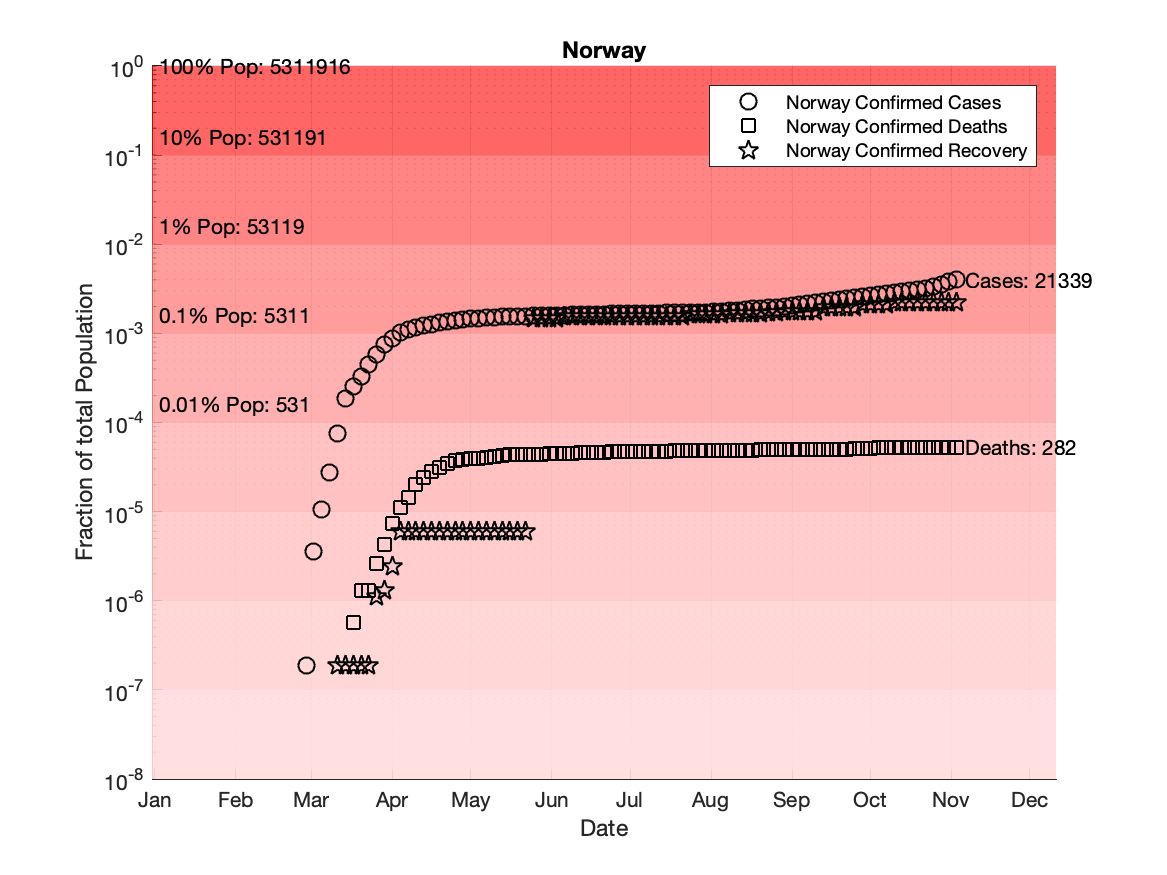 Norway
10^0
100% Pop: 5311916
Norway Confirmed Cases
Norway Confirmed Deaths
Norway Confirmed Recovery
10% Pop: 531191
10^-1
1% Pop: 53119
10^-2
Cases: 21339
0.1% Pop: 5311
10^-3
0.01% Pop: 531
10^-4
Deaths: 282
10^-5
10^-6
10^-7
10^-8
Fraction of total Population
Jan Feb Mar Apr May Jun Jul Aug Sep Oct Nov Dec
Date